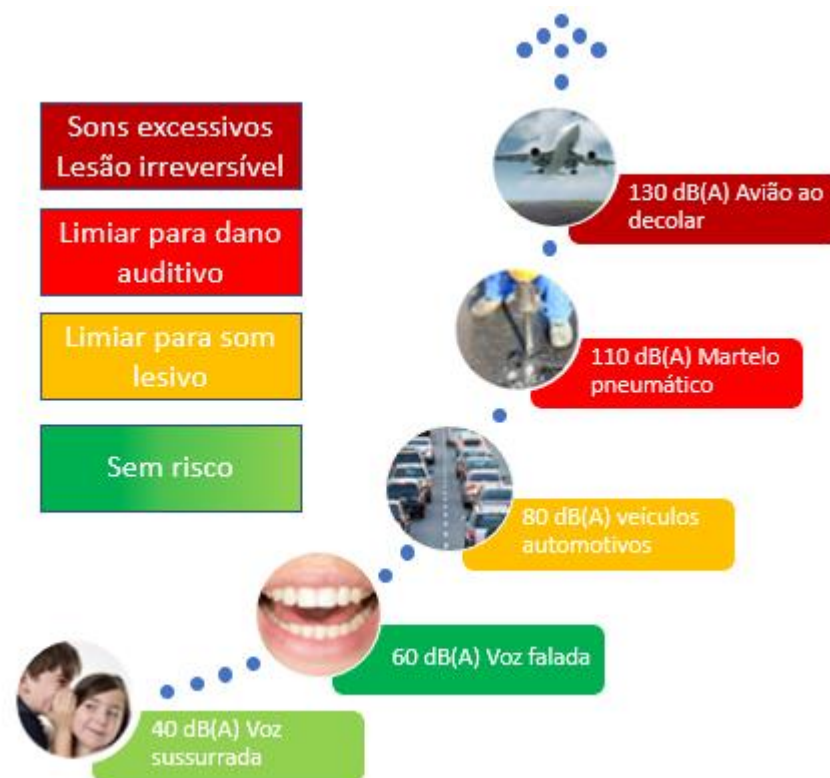 Sons excessivos
Lesão irreversível
Limiar para dano
auditivo
Limiar para som
lesivo
Sem risco
130 dB(A) Avião ao
decolar
110 dB(A) Martelo
pneumático
80 dB(A) veículos
automotivos
60 dB(A) Voz falada
40 dB(A) Voz
sussurrada